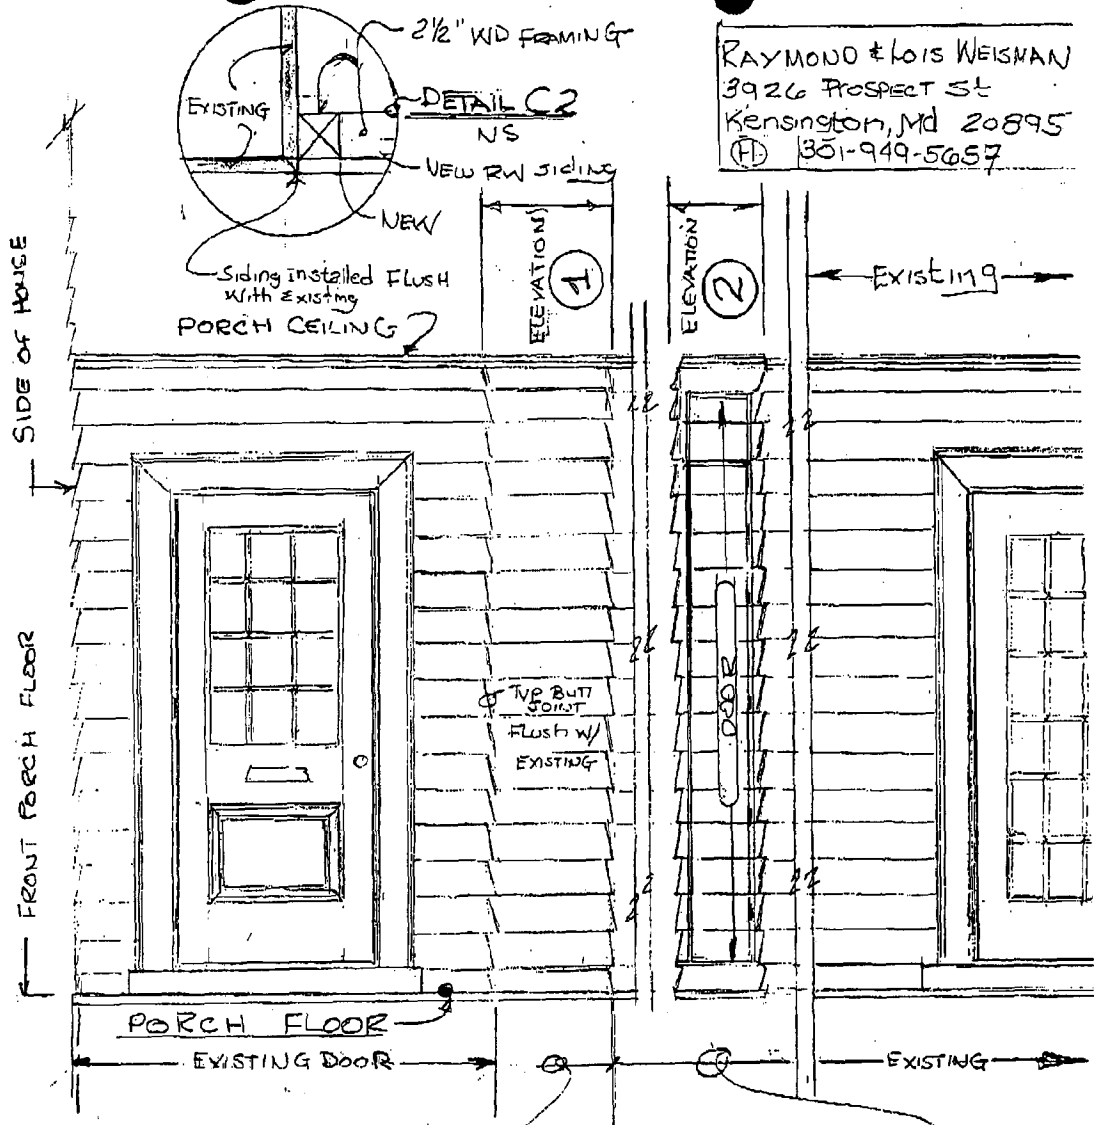 2½" WD FRAMING
EXISTING
DETAIL C2
NS
NEW RW SIDING
NEW
Siding installed FLUSH
With Existing
PORCH CEILING
RAYMOND & LOIS WEISMAN
3926 PROSPECT St
Kensington, Md 20895
(H) 301-949-5657
SIDE OF HOUSE
ELEVATION
1
ELEVATION
2
Existing
FRONT PORCH FLOOR
TYP BUTT
JOINT
FLUSH W/
EXISTING
DOOR
PORCH FLOOR
EXISTING DOOR
EXISTING